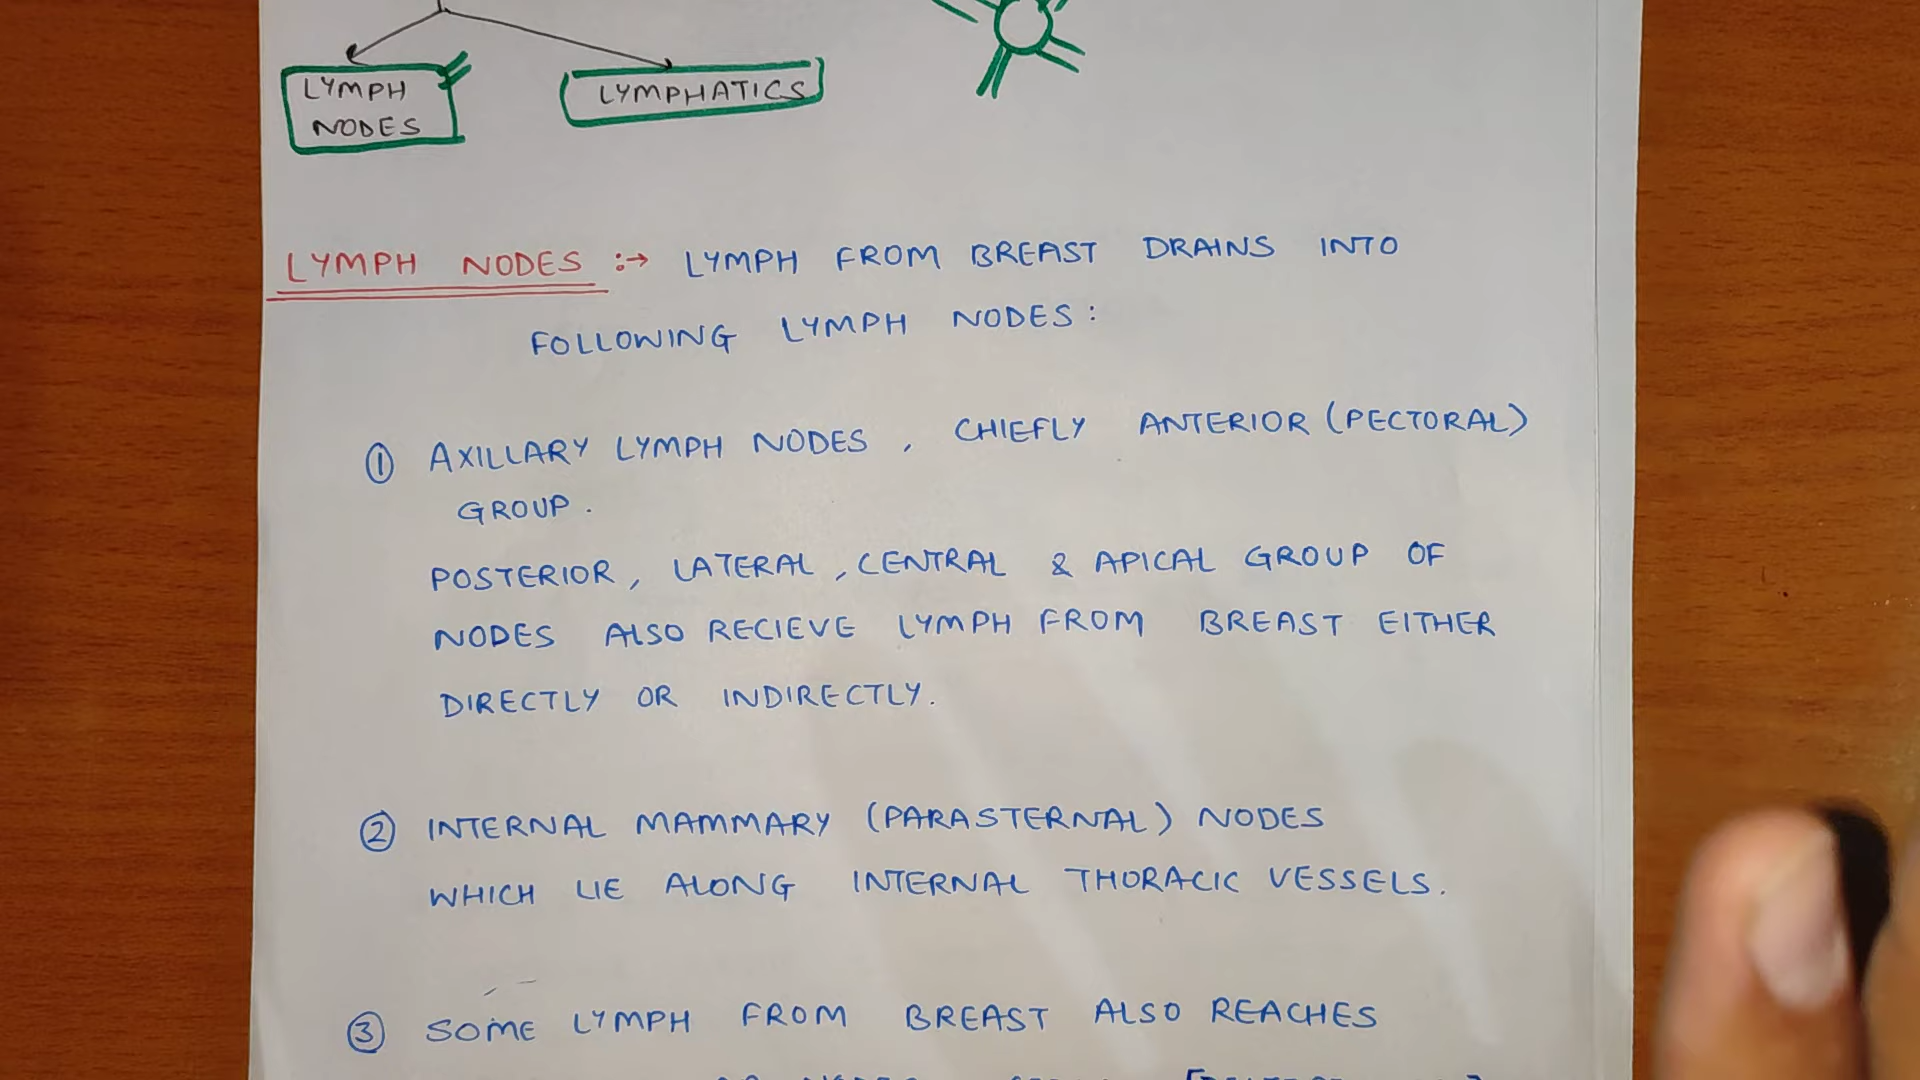 LYMPH
NODES
LYMPHATICS
LYMPH NODES :→ LYMPH FROM BREAST DRAINS INTO
FOLLOWING LYMPH NODES :
① AXILLARY LYMPH NODES , CHIEFLY ANTERIOR (PECTORAL)
GROUP .
POSTERIOR , LATERAL , CENTRAL & APICAL GROUP OF
NODES ALSO RECIEVE LYMPH FROM BREAST EITHER
DIRECTLY OR INDIRECTLY.
② INTERNAL MAMMARY (PARASTERNAL) NODES
WHICH LIE ALONG INTERNAL THORACIC VESSELS.
③ SOME LYMPH FROM BREAST ALSO REACHES